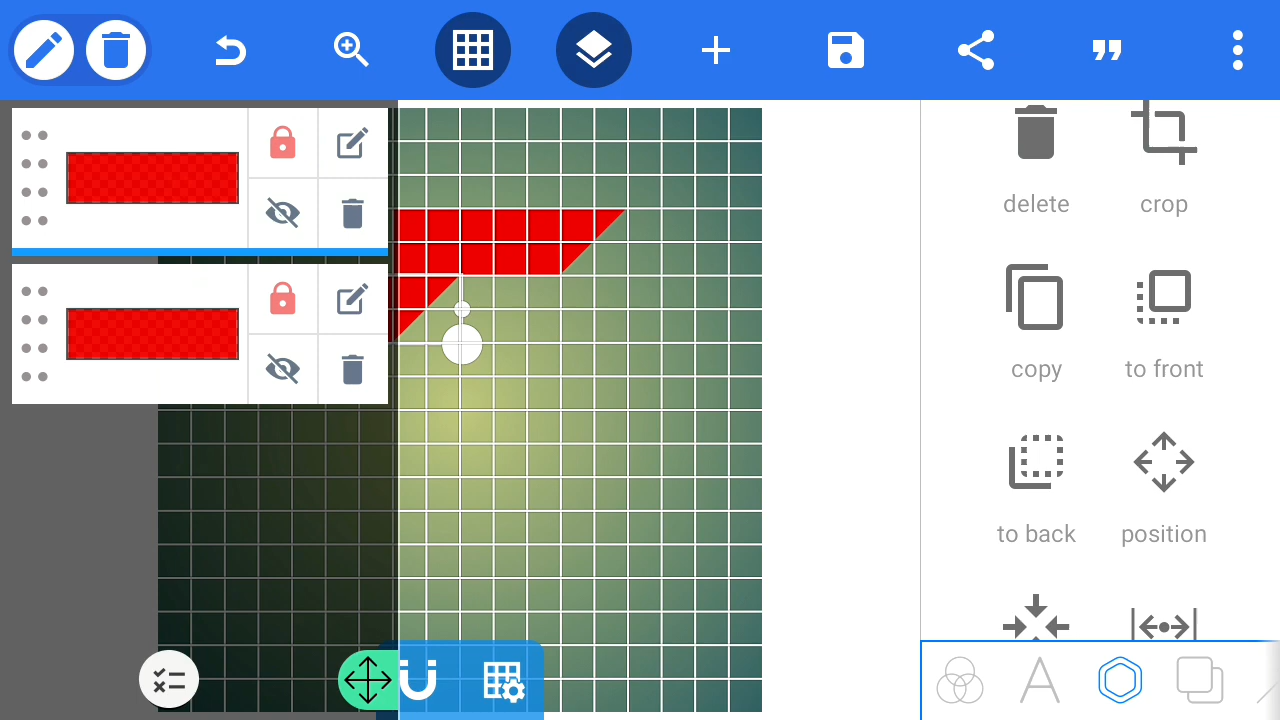 delete
crop
copy
to front
to back
position